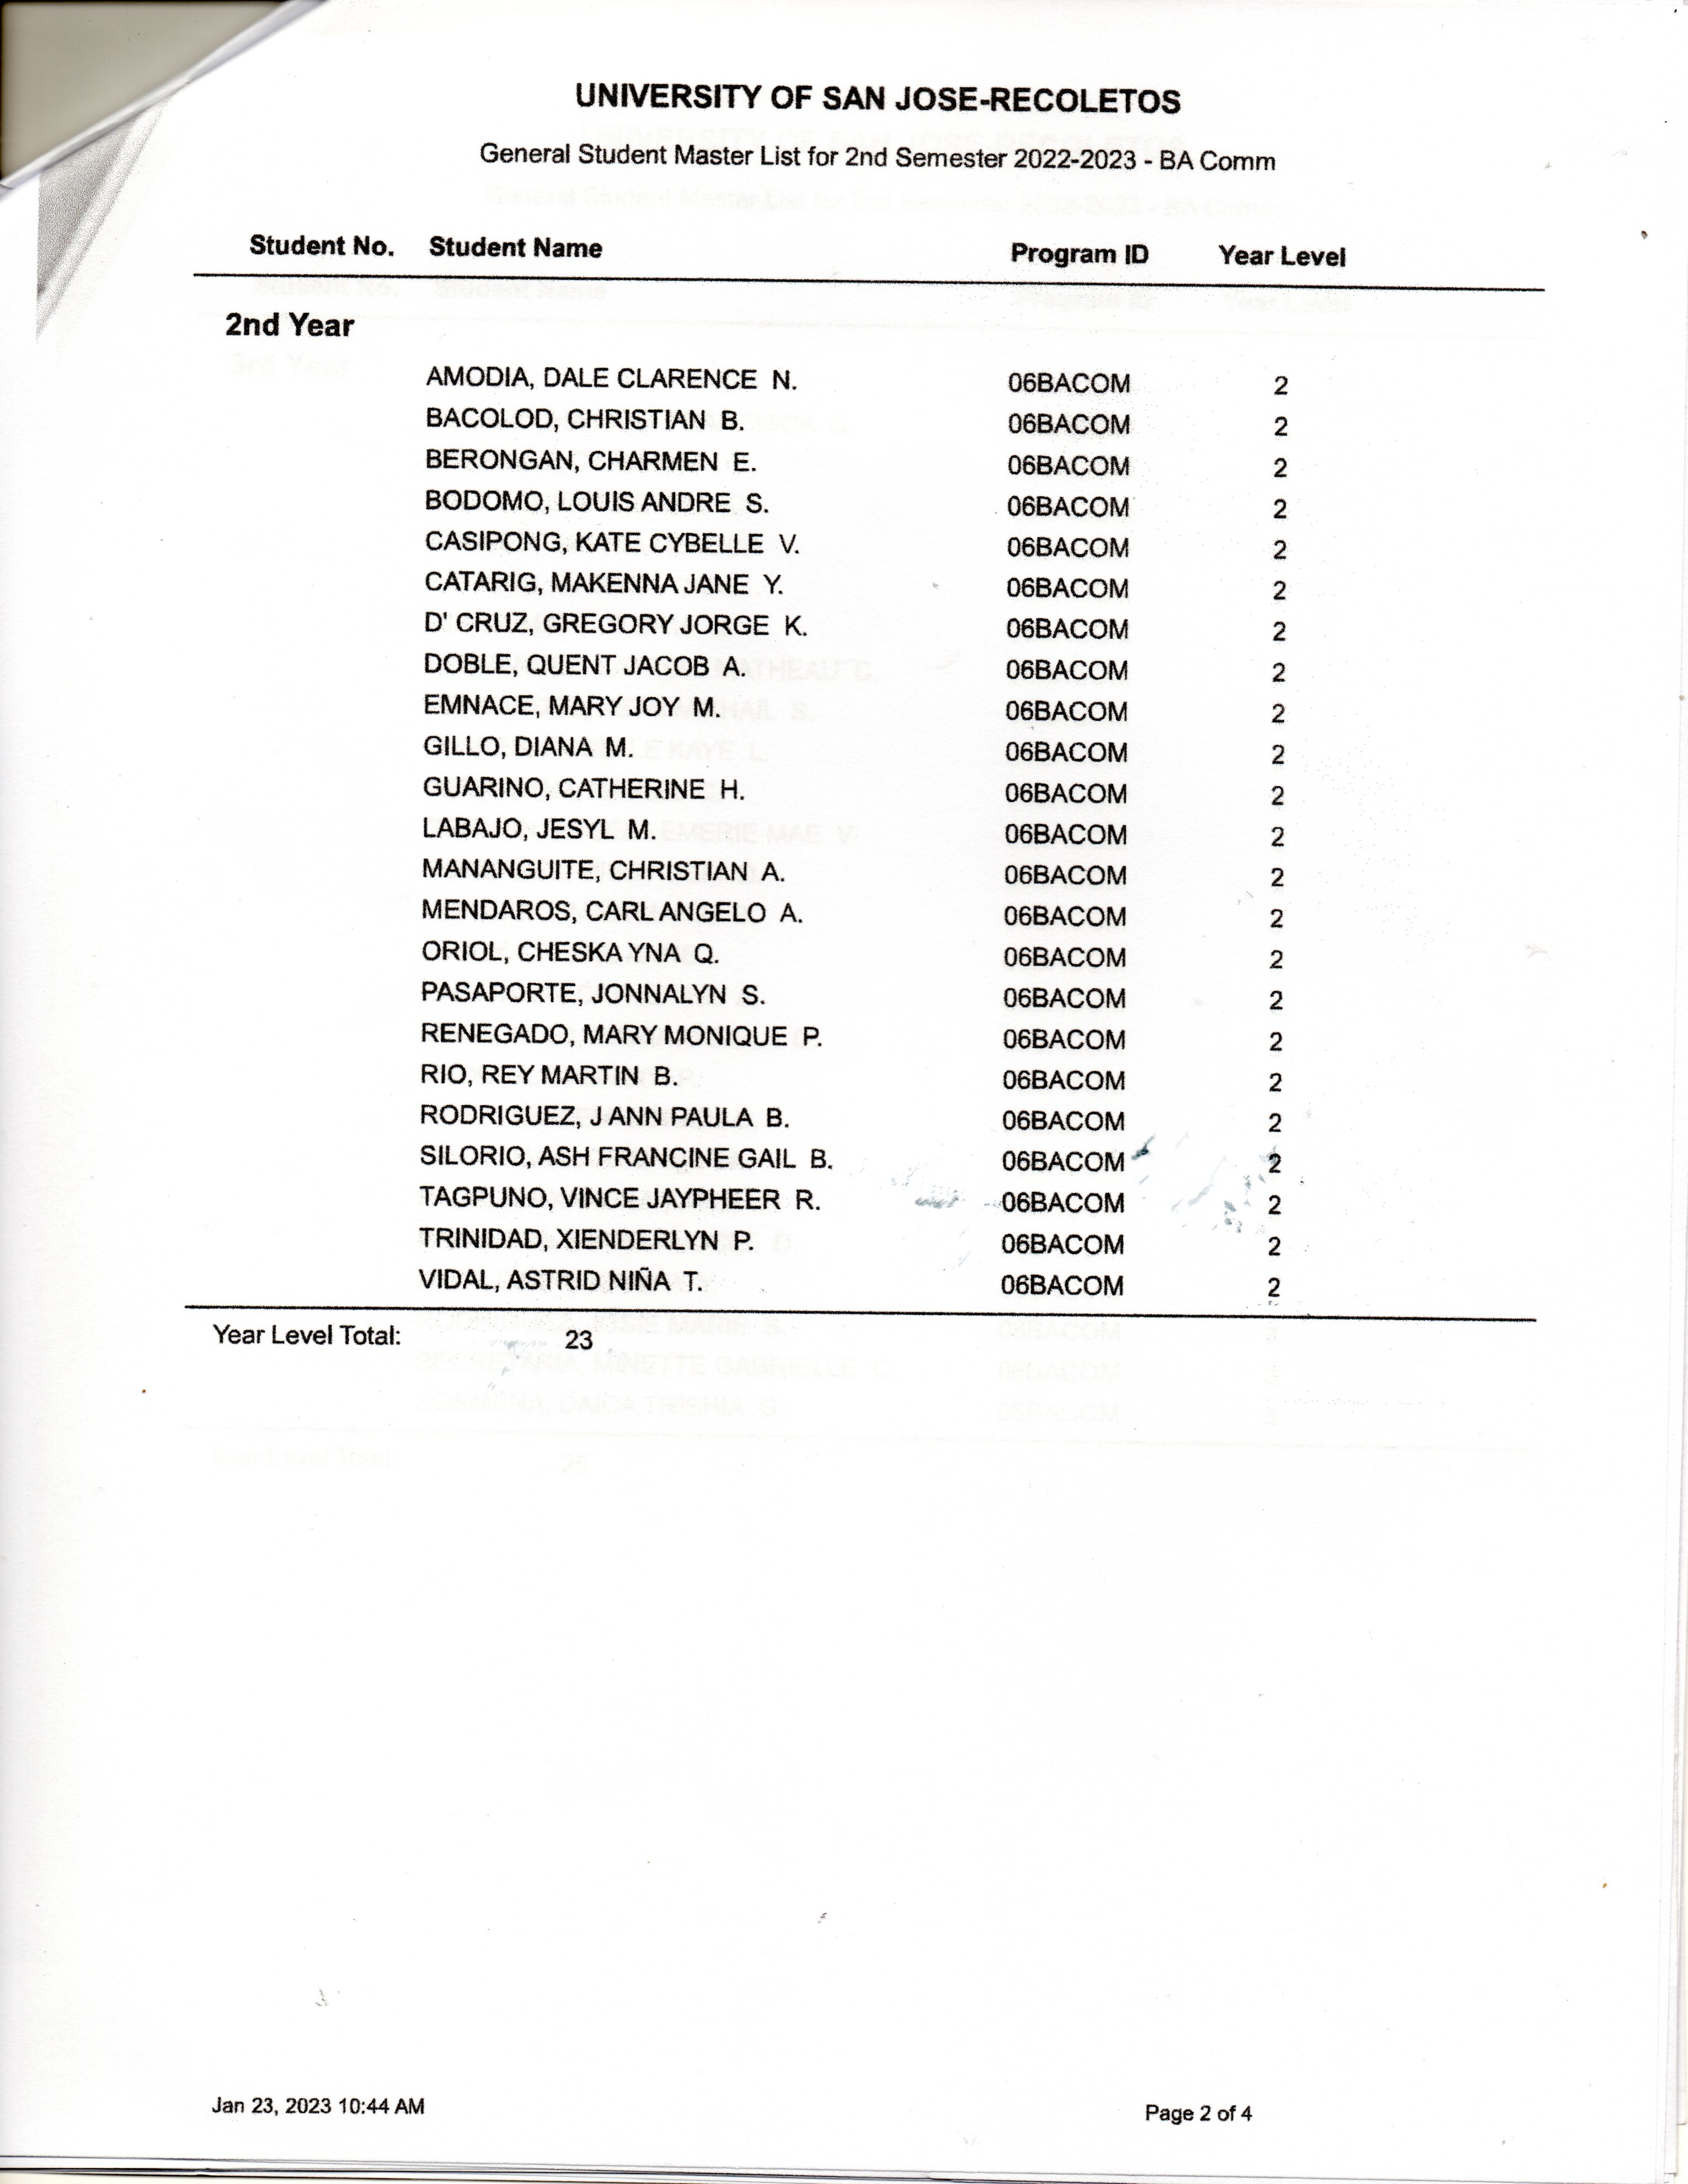 UNIVERSITY OF SAN JOSE-RECOLETOS
General Student Master List for 2nd Semester 2022-2023 - BA Comm
Student No. Student Name Program ID Year Level
2nd Year
AMODIA, DALE CLARENCE N. 06BACOM 2
BACOLOD, CHRISTIAN B. 06BACOM 2
BERONGAN, CHARMEN E. 06BACOM 2
BODOMO, LOUIS ANDRE S. 06BACOM 2
CASIPONG, KATE CYBELLE V. 06BACOM 2
CATARIG, MAKENNA JANE Y. 06BACOM 2
D' CRUZ, GREGORY JORGE K. 06BACOM 2
DOBLE, QUENT JACOB A. 06BACOM 2
EMNACE, MARY JOY M. 06BACOM 2
GILLO, DIANA M. 06BACOM 2
GUARINO, CATHERINE H. 06BACOM 2
LABAJO, JESYL M. 06BACOM 2
MANANGUITE, CHRISTIAN A. 06BACOM 2
MENDAROS, CARL ANGELO A. 06BACOM 2
ORIOL, CHESKA YNA Q. 06BACOM 2
PASAPORTE, JONNALYN S. 06BACOM 2
RENEGADO, MARY MONIQUE P. 06BACOM 2
RIO, REY MARTIN B. 06BACOM 2
RODRIGUEZ, J ANN PAULA B. 06BACOM 2
SILORIO, ASH FRANCINE GAIL B. 06BACOM 2
TAGPUNO, VINCE JAYPHEER R. 06BACOM 2
TRINIDAD, XIENDERLYN P. 06BACOM 2
VIDAL, ASTRID NIÑA T. 06BACOM 2
Year Level Total: 23
Jan 23, 2023 10:44 AM Page 2 of 4